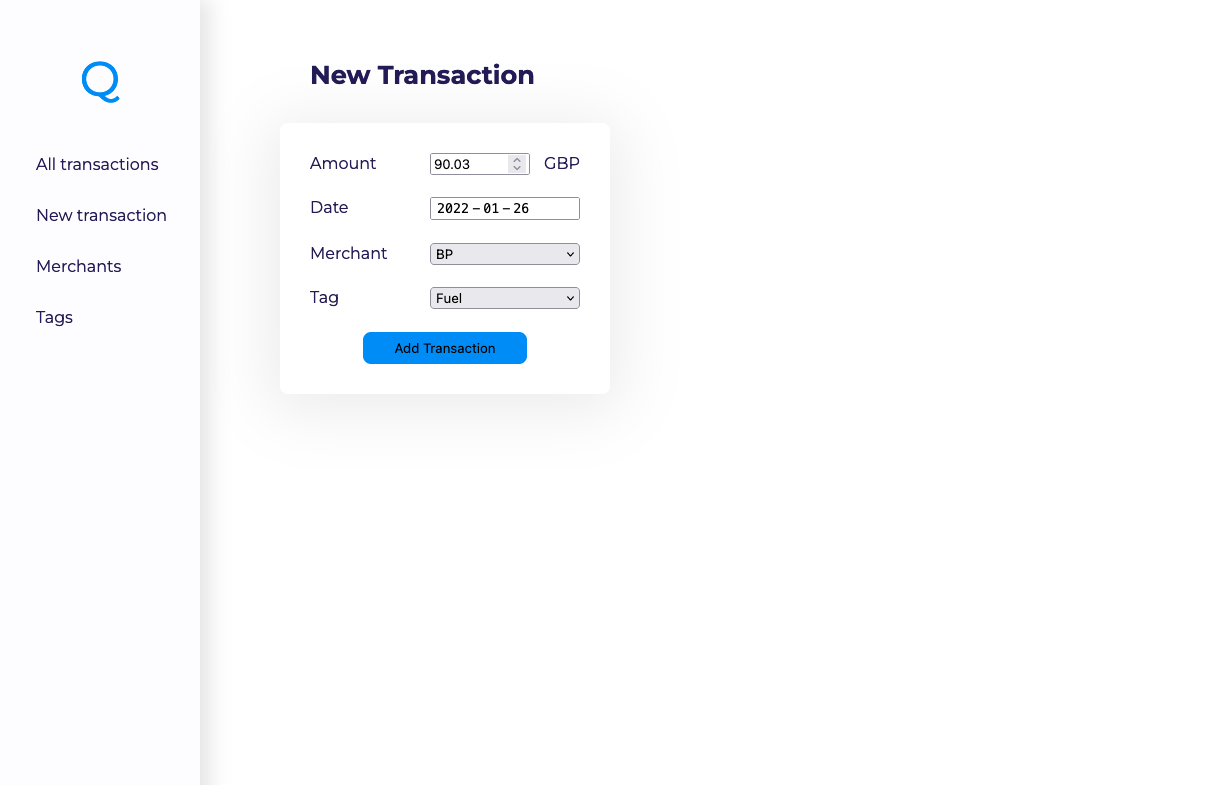 Q
All transactions
New transaction
Merchants
Tags
New Transaction
Amount 90.03 GBP
Date 2022-01-26
Merchant BP
Tag Fuel
Add Transaction